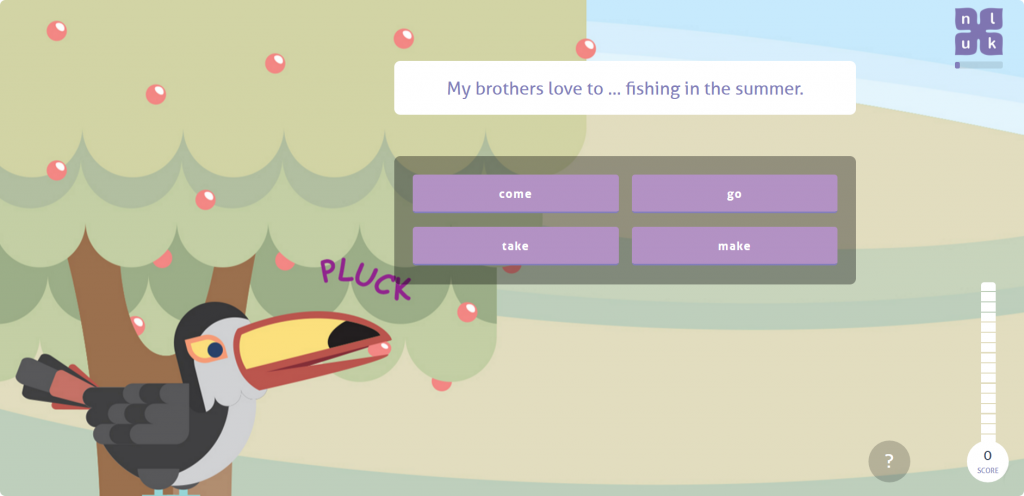 n l
u k
My brothers love to ... fishing in the summer.
come
go
take
make
PLUCK
?
0
SCORE